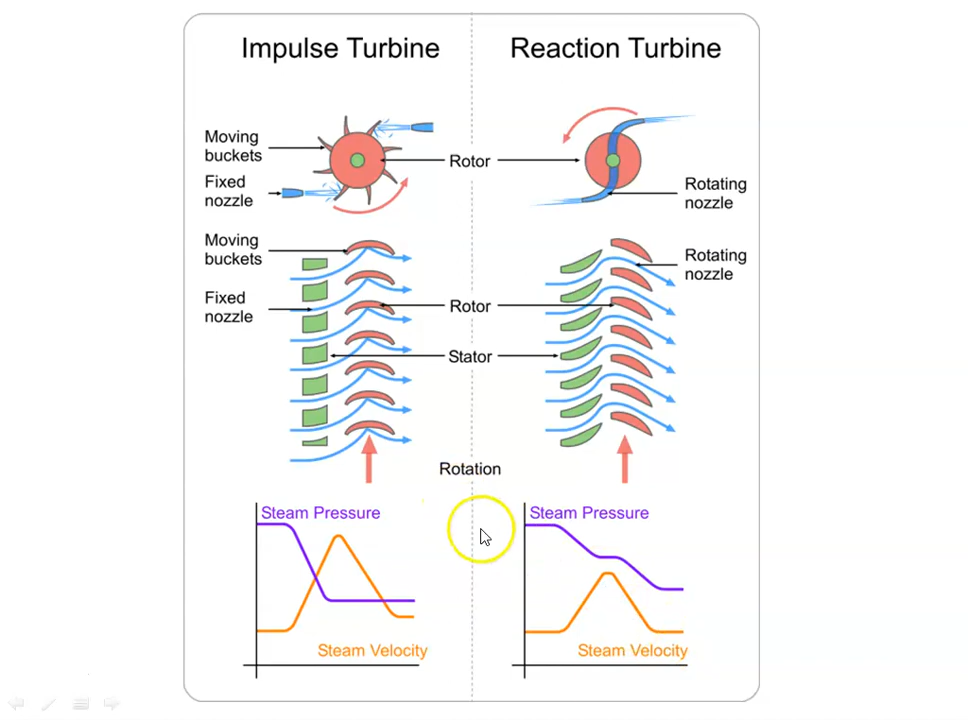 Impulse Turbine
Reaction Turbine
Moving
buckets
Fixed
nozzle
Rotor
Rotating
nozzle
Moving
buckets
Fixed
nozzle
Rotor
Stator
Rotating
nozzle
Rotation
Steam Pressure
Steam Velocity
Steam Pressure
Steam Velocity